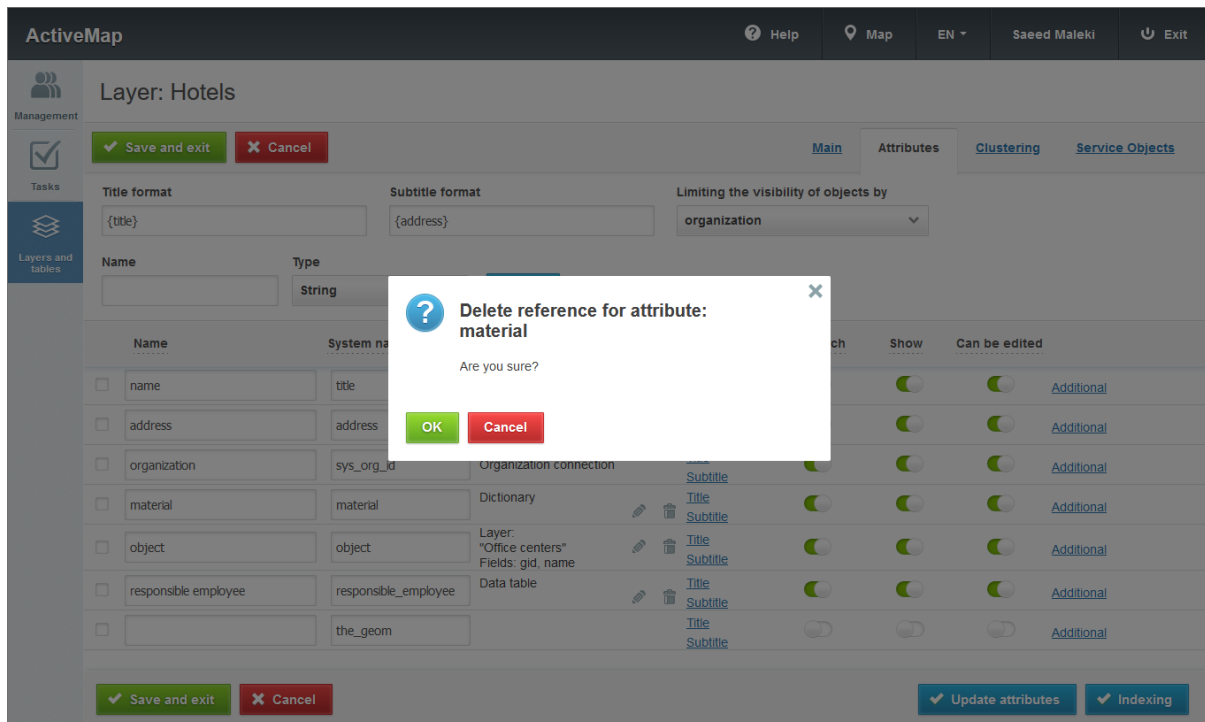 ActiveMap
Help
Map
EN
Saeed Maleki
Exit
Management
Tasks
Layers and
tables
Layer: Hotels
Save and exit
Cancel
Main
Attributes
Clustering
Service Objects
Title format
Subtitle format
Limiting the visibility of objects by
{title}
{address}
organization
Name
Type
String
Delete reference for attribute:
material
Are you sure?
OK
Cancel
Name
Show
Can be edited
name
title
Additional
address
address
Additional
organization
sys_org_id
Organization connection
Subtitle
Additional
material
material
Dictionary
Title
Subtitle
Additional
object
object
Layer:
"Office centers"
Fields: gid, name
Title
Subtitle
Additional
responsible employee
responsible_employee
Data table
Title
Subtitle
Additional
the_geom
Title
Subtitle
Additional
Save and exit
Cancel
Update attributes
Indexing